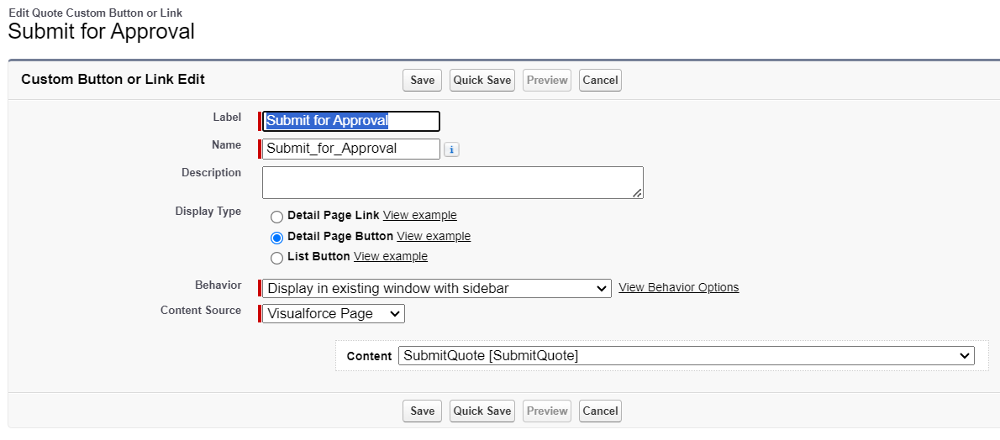 Edit Quote Custom Button or Link
Submit for Approval
Custom Button or Link Edit
Save Quick Save Preview Cancel
Label Submit for Approval
Name Submit_for_Approval i
Description
Display Type
Detail Page Link View example
Detail Page Button View example
List Button View example
Behavior Display in existing window with sidebar View Behavior Options
Content Source Visualforce Page
Content SubmitQuote [SubmitQuote]
Save Quick Save Preview Cancel